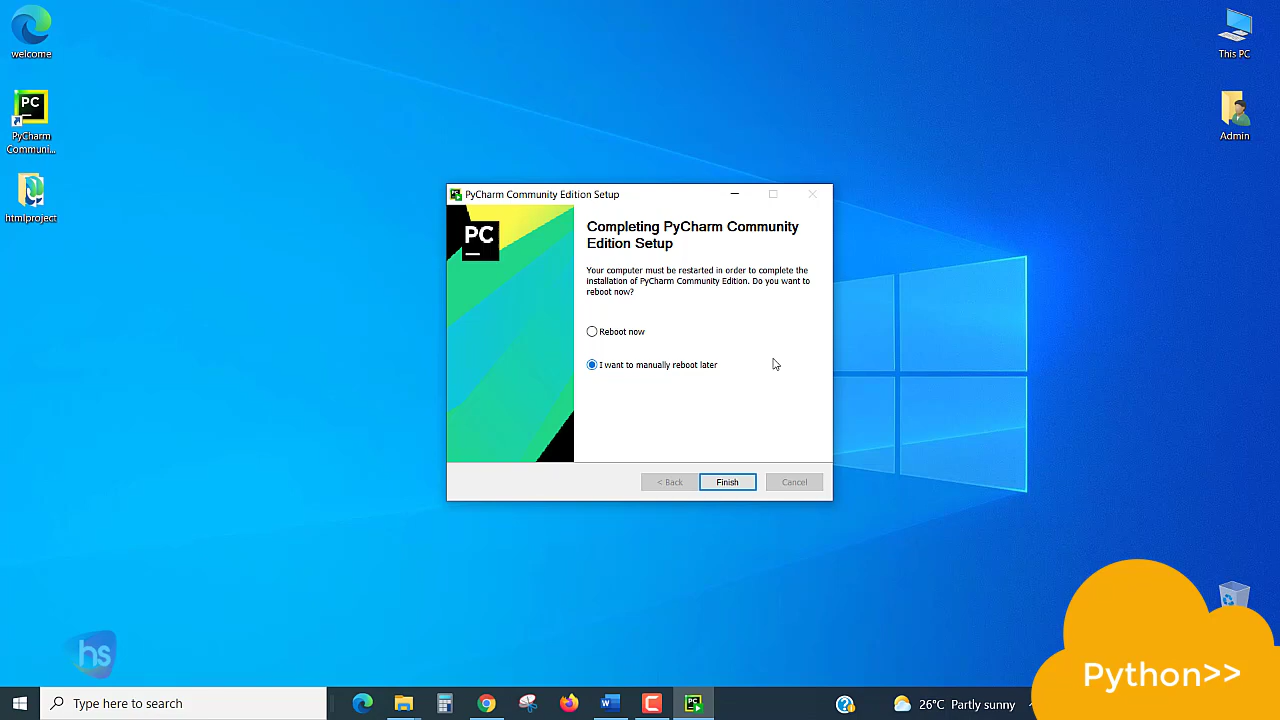 welcome
This PC
PC
PyCharm
Communi...
Admin
htmlproject
PyCharm Community Edition Setup
PC
Completing PyCharm Community
Edition Setup
Your computer must be restarted in order to complete the
installation of PyCharm Community Edition. Do you want to
reboot now?
Reboot now
I want to manually reboot later
< Back
Finish
Cancel
hs
Python>>
Type here to search
W
PC
26°C Partly sunny